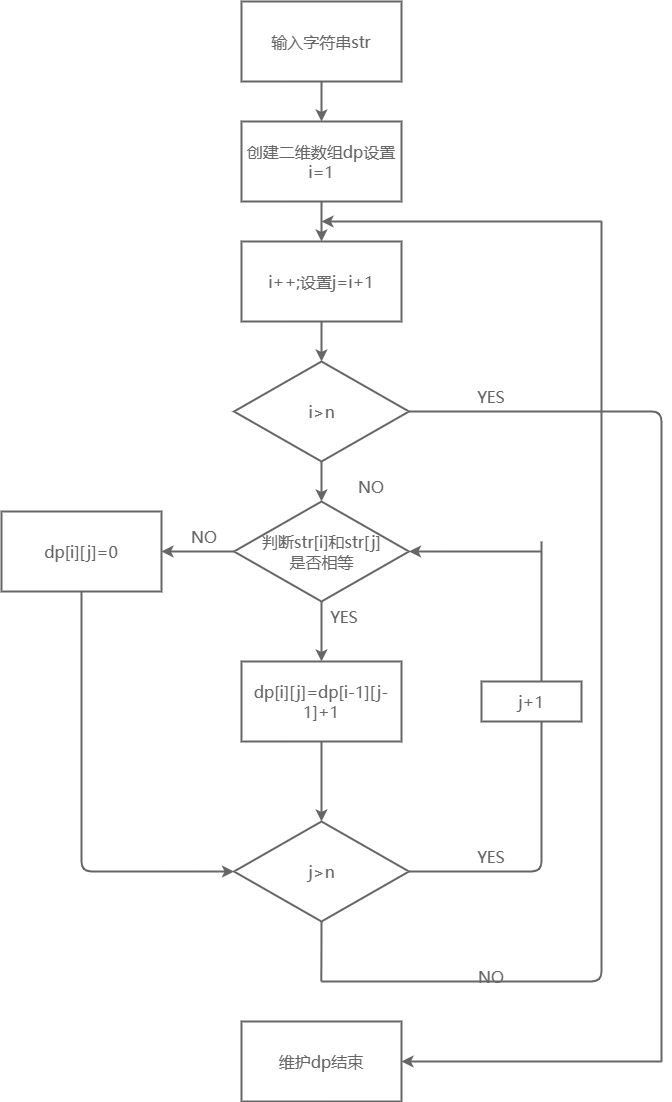 输入字符串str
创建二维数组dp设置
i=1
i++;设置j=i+1
i>n
YES
NO
判断str[i]和str[j]
是否相等
NO
dp[i][j]=0
YES
dp[i][j]=dp[i-1][j-
1]+1
j+1
j>n
YES
NO
维护dp结束